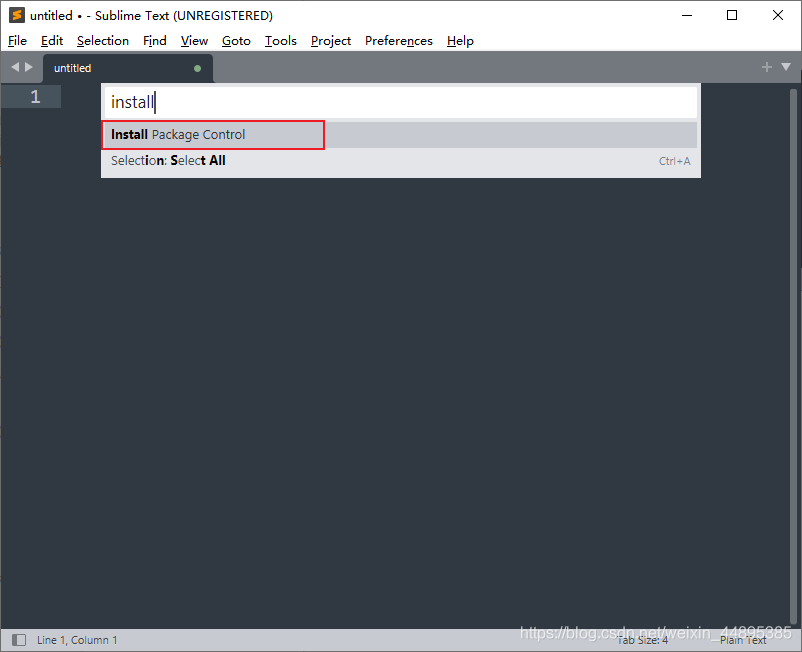 untitled • - Sublime Text (UNREGISTERED)
File Edit Selection Find View Goto Tools Project Preferences Help
untitled
1
install
Install Package Control
Selection: Select All Ctrl+A
https://blog.csdn.net/weixin_44895385
Line 1, Column 1 Tab Size: 4 Plain Text